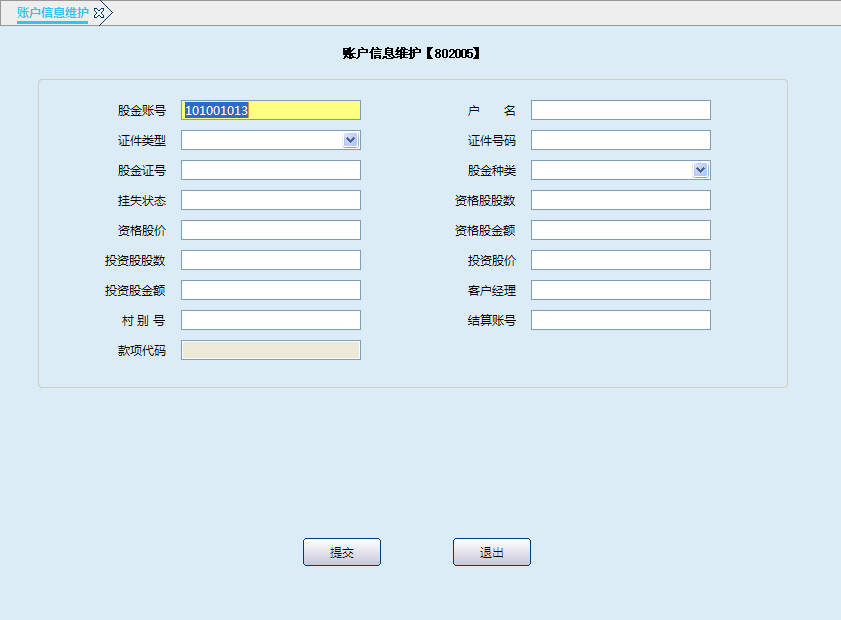 账户信息维护
账户信息维护【802005】
股金账号 101001013 户 名
证件类型 证件号码
股金证号 股金种类
挂失状态 资格股股数
资格股价 资格股金额
投资股股数 投资股价
投资股金额 客户经理
村 别 号 结算账号
款项代码
提交 退出